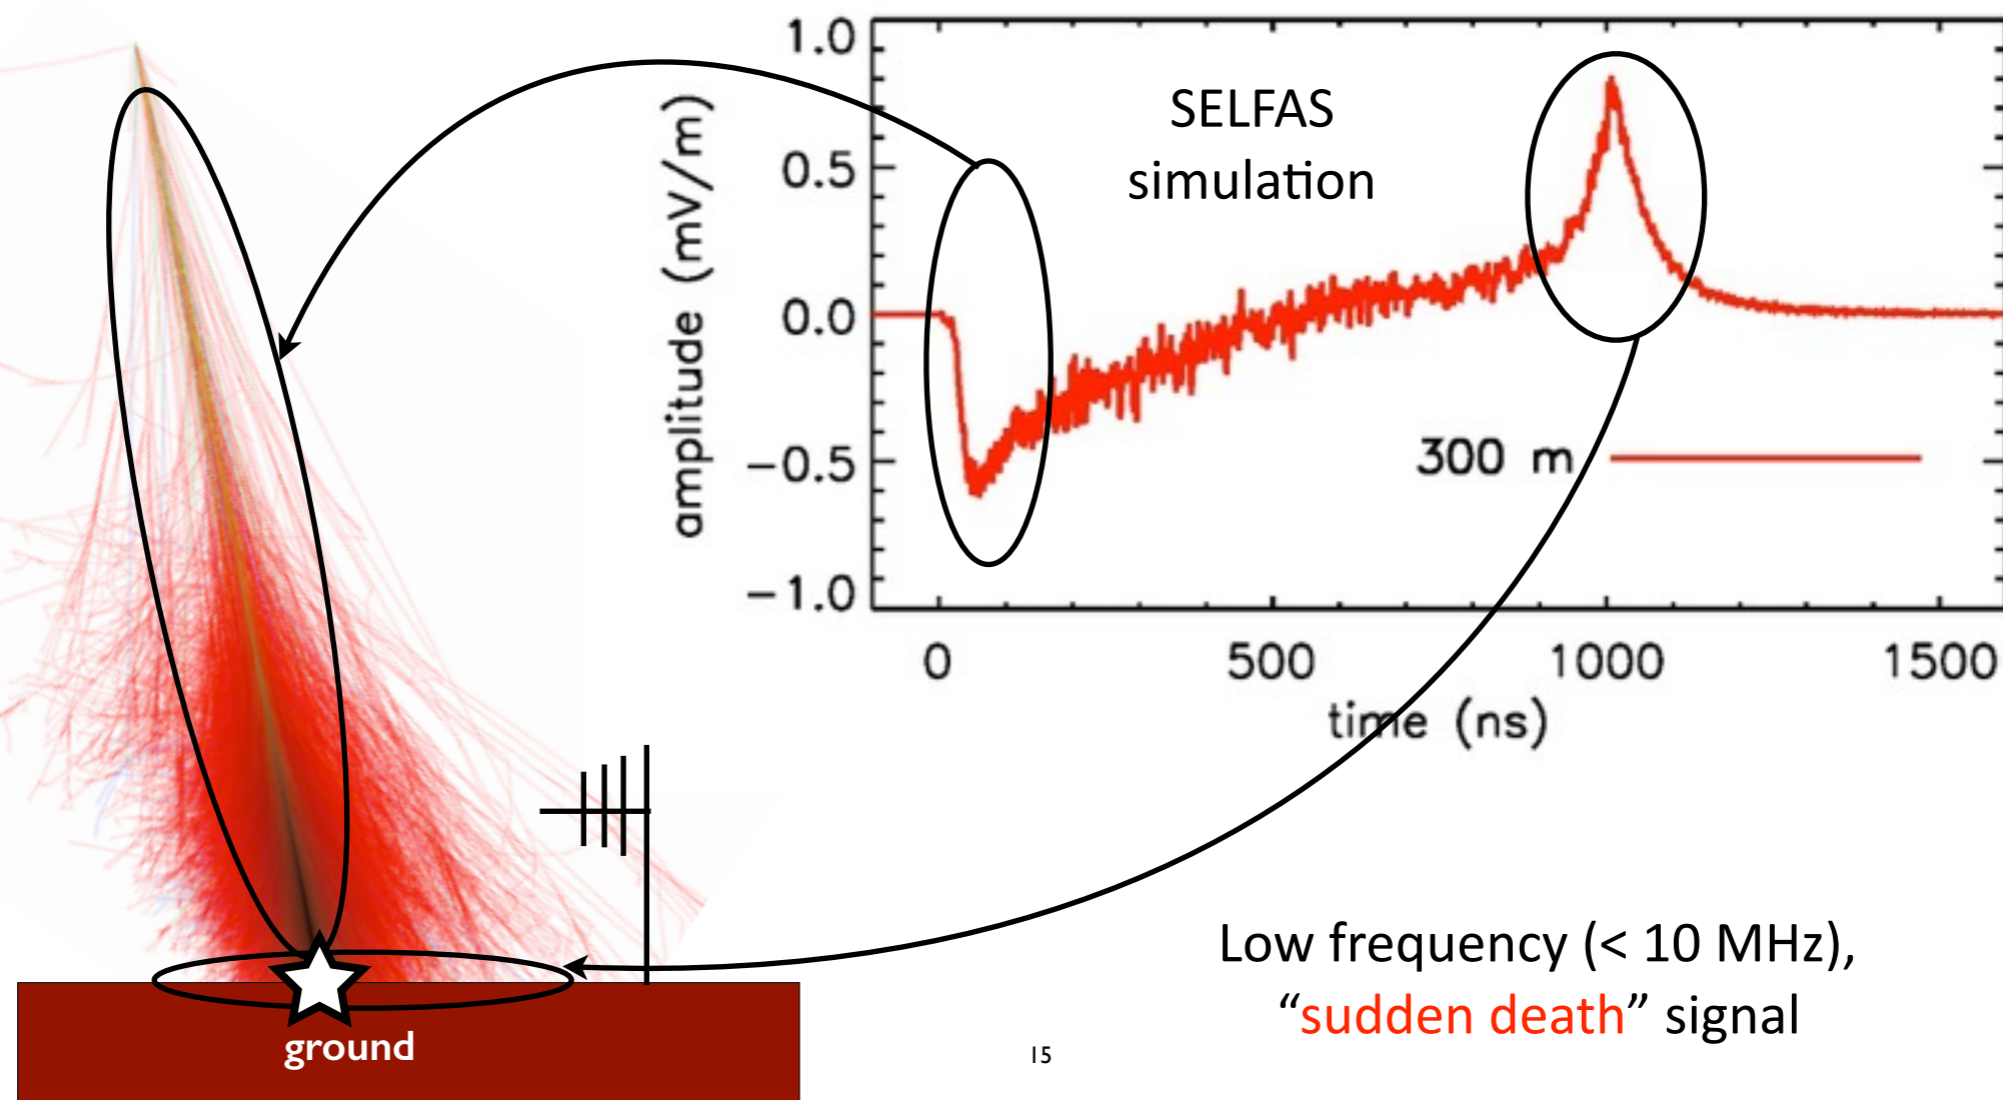 1.0
0.5
0.0
−0.5
−1.0
amplitude (mV/m)
SELFAS
simulation
300 m
0 500 1000 1500
time (ns)
Low frequency (< 10 MHz),
“sudden death” signal
ground
15